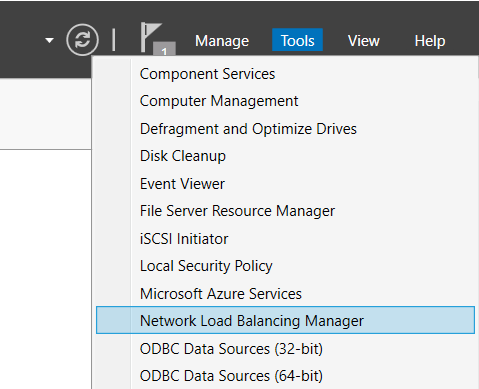 1
Manage Tools View Help
Component Services
Computer Management
Defragment and Optimize Drives
Disk Cleanup
Event Viewer
File Server Resource Manager
iSCSI Initiator
Local Security Policy
Microsoft Azure Services
Network Load Balancing Manager
ODBC Data Sources (32-bit)
ODBC Data Sources (64-bit)